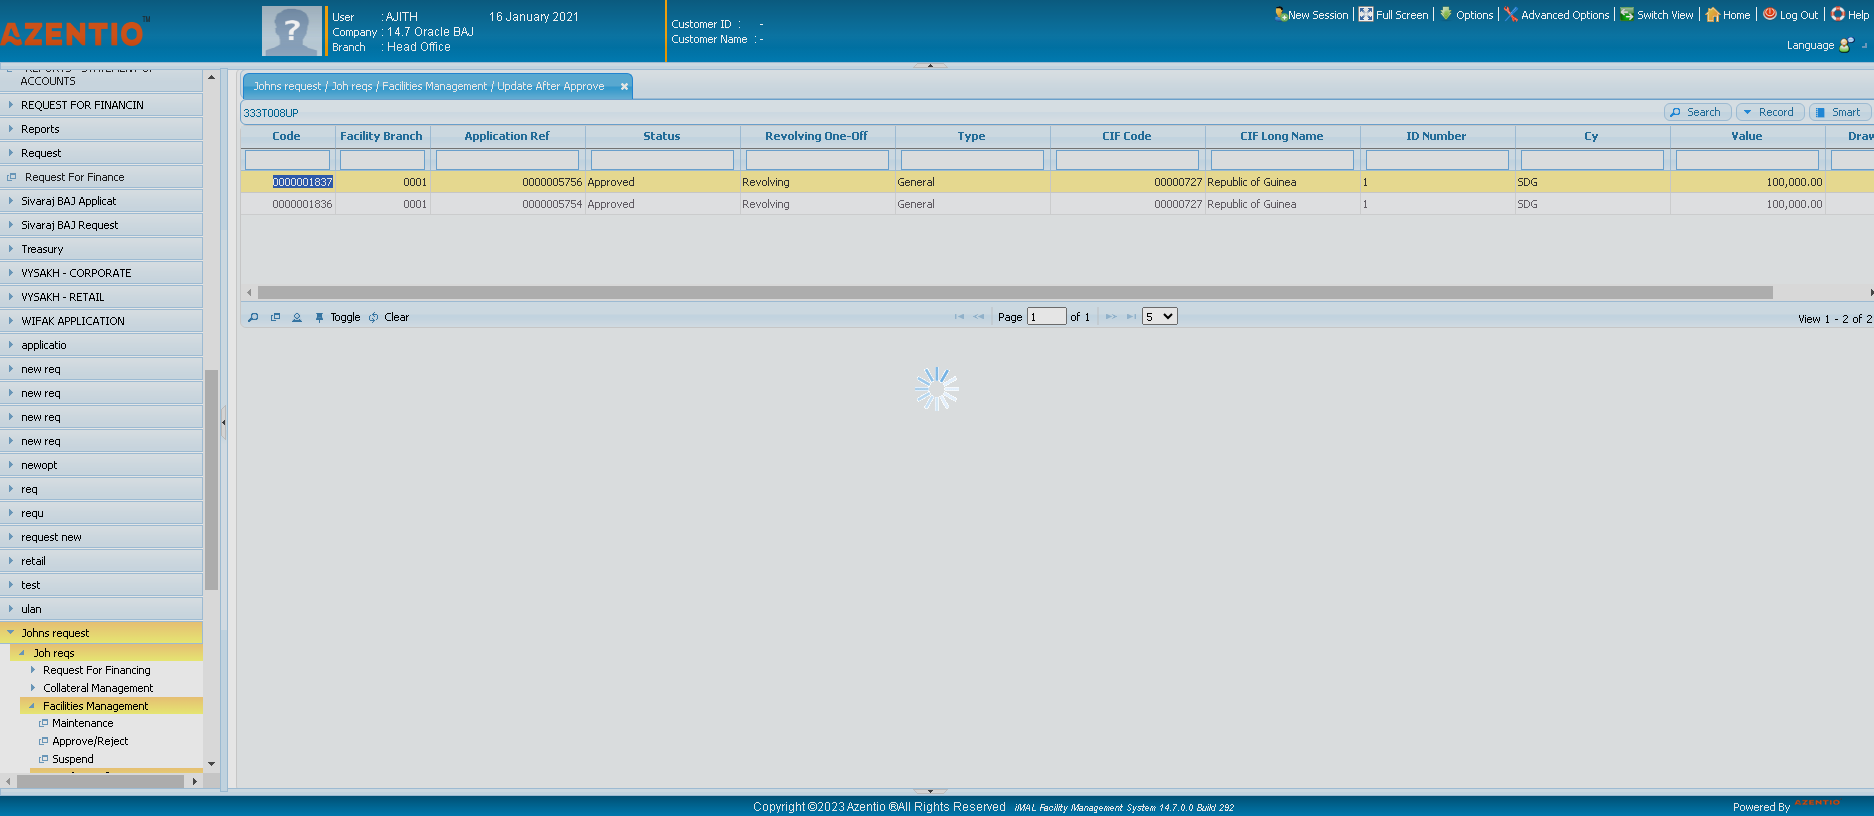 AZENTIO™
User : AJITH 16 January 2021
Company : 14.7 Oracle BAJ
Branch : Head Office
Customer ID : -
Customer Name : -
New Session Full Screen Options Advanced Options Switch View Home Log Out Help
Language
ACCOUNTS
REQUEST FOR FINANCIN
Reports
Request
Request For Finance
Sivaraj BAJ Applicat
Sivaraj BAJ Request
Treasury
VYSAKH - CORPORATE
VYSAKH - RETAIL
WIFAK APPLICATION
applicatio
new req
new req
new req
new req
newopt
req
requ
request new
retail
test
ulan
Johns request
Joh reqs
Request For Financing
Collateral Management
Facilities Management
Maintenance
Approve/Reject
Suspend
Johns request / Joh reqs / Facilities Management / Update After Approve
333T008UP
Search Record Smart
Code Facility Branch Application Ref Status Revolving One-Off Type CIF Code CIF Long Name ID Number Cy Value Draw
0000001837 0001 0000005756 Approved Revolving General 00000727 Republic of Guinea 1 SDG 100,000.00
0000001836 0001 0000005754 Approved Revolving General 00000727 Republic of Guinea 1 SDG 100,000.00
Toggle Clear
Page 1 of 1 5
View 1 - 2 of 2
Copyright ©2023 Azentio ®All Rights Reserved iMAL Facility Management System 14.7.0.0 Build 292
Powered By AZENTIO